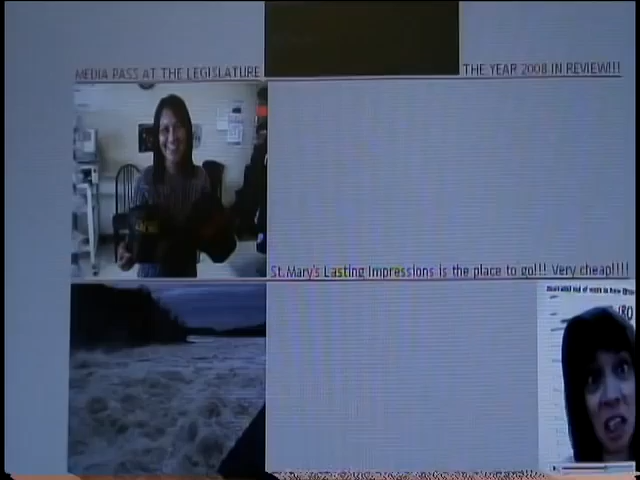 MEDIA PASS AT THE LEGISLATURE
THE YEAR 2008 IN REVIEW!!!
St.Mary's Lasting Impressions is the place to go!!! Very cheap!!!!